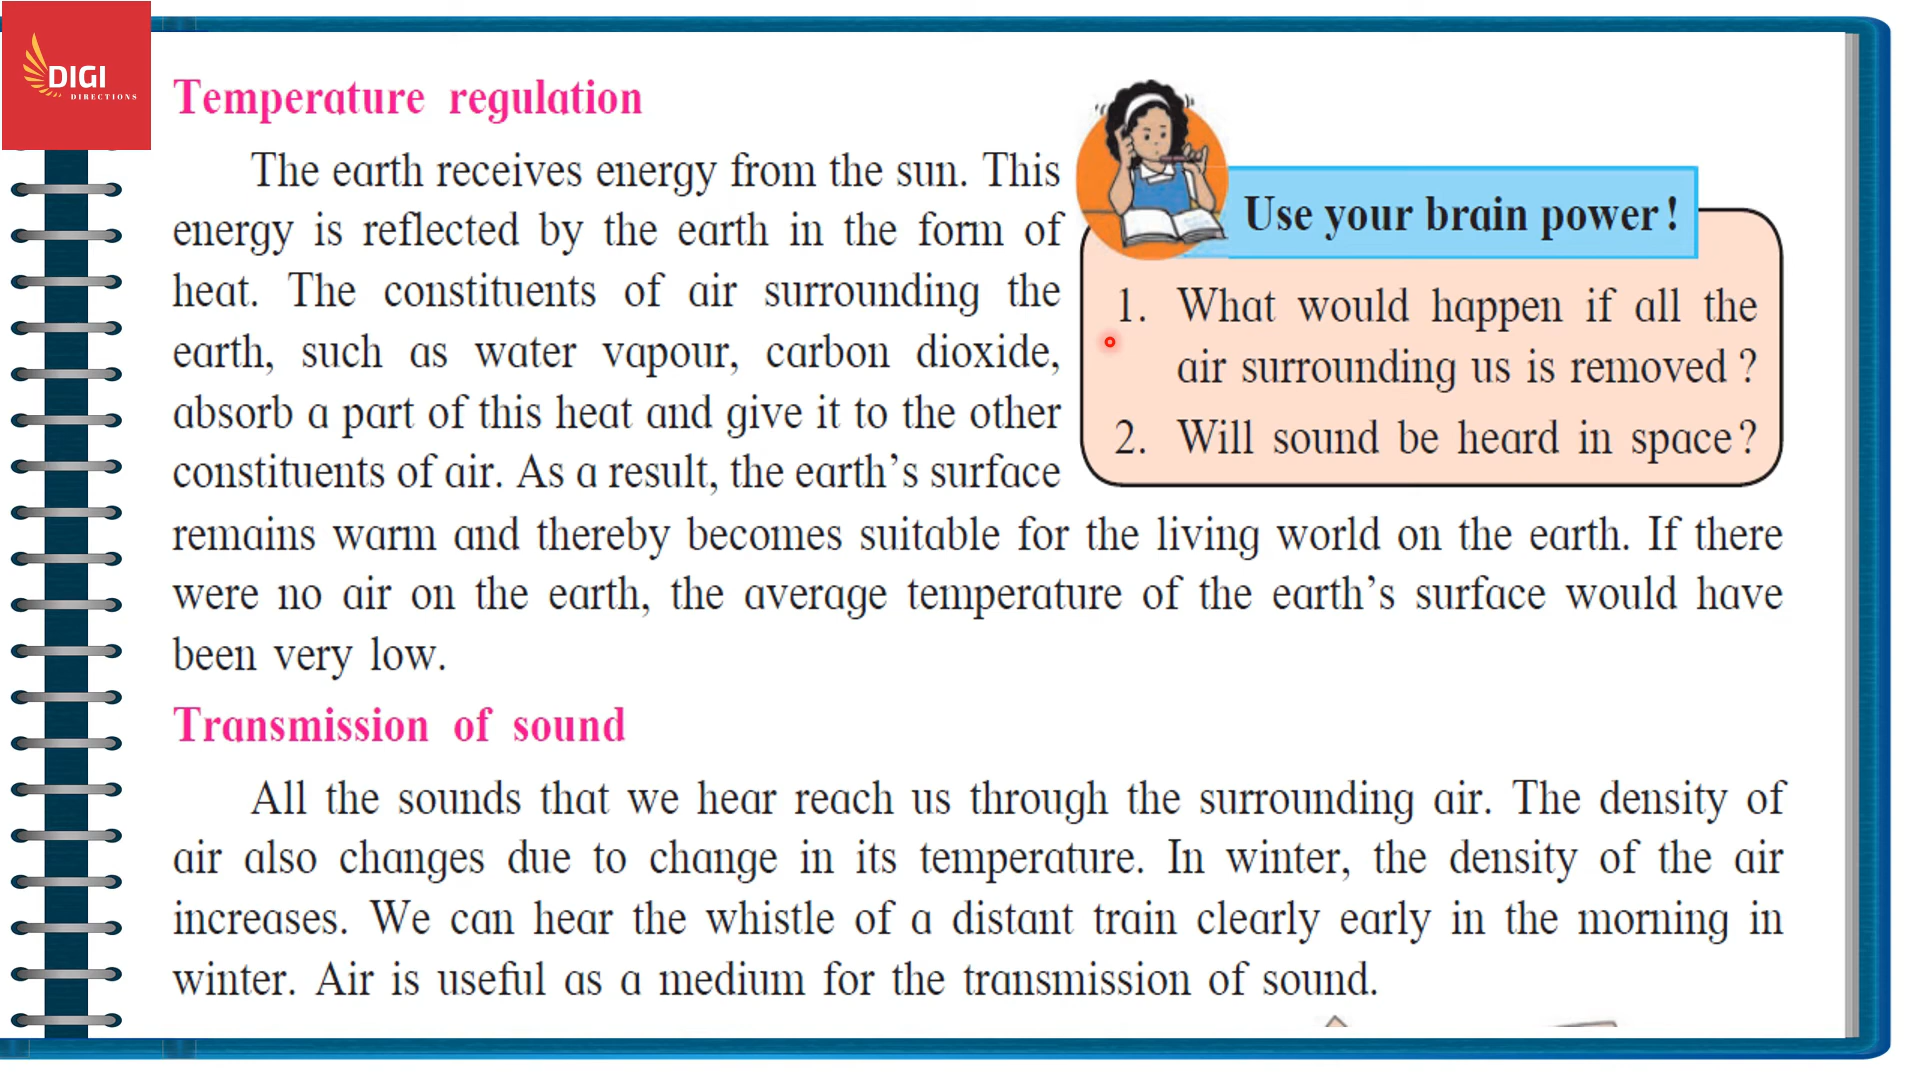 DIGI
DIRECTIONS
Temperature regulation
The earth receives energy from the sun. This
energy is reflected by the earth in the form of
heat. The constituents of air surrounding the
earth, such as water vapour, carbon dioxide,
absorb a part of this heat and give it to the other
constituents of air. As a result, the earth’s surface
remains warm and thereby becomes suitable for the living world on the earth. If there
were no air on the earth, the average temperature of the earth’s surface would have
been very low.
Use your brain power!
1. What would happen if all the
air surrounding us is removed ?
2. Will sound be heard in space?
Transmission of sound
All the sounds that we hear reach us through the surrounding air. The density of
air also changes due to change in its temperature. In winter, the density of the air
increases. We can hear the whistle of a distant train clearly early in the morning in
winter. Air is useful as a medium for the transmission of sound.